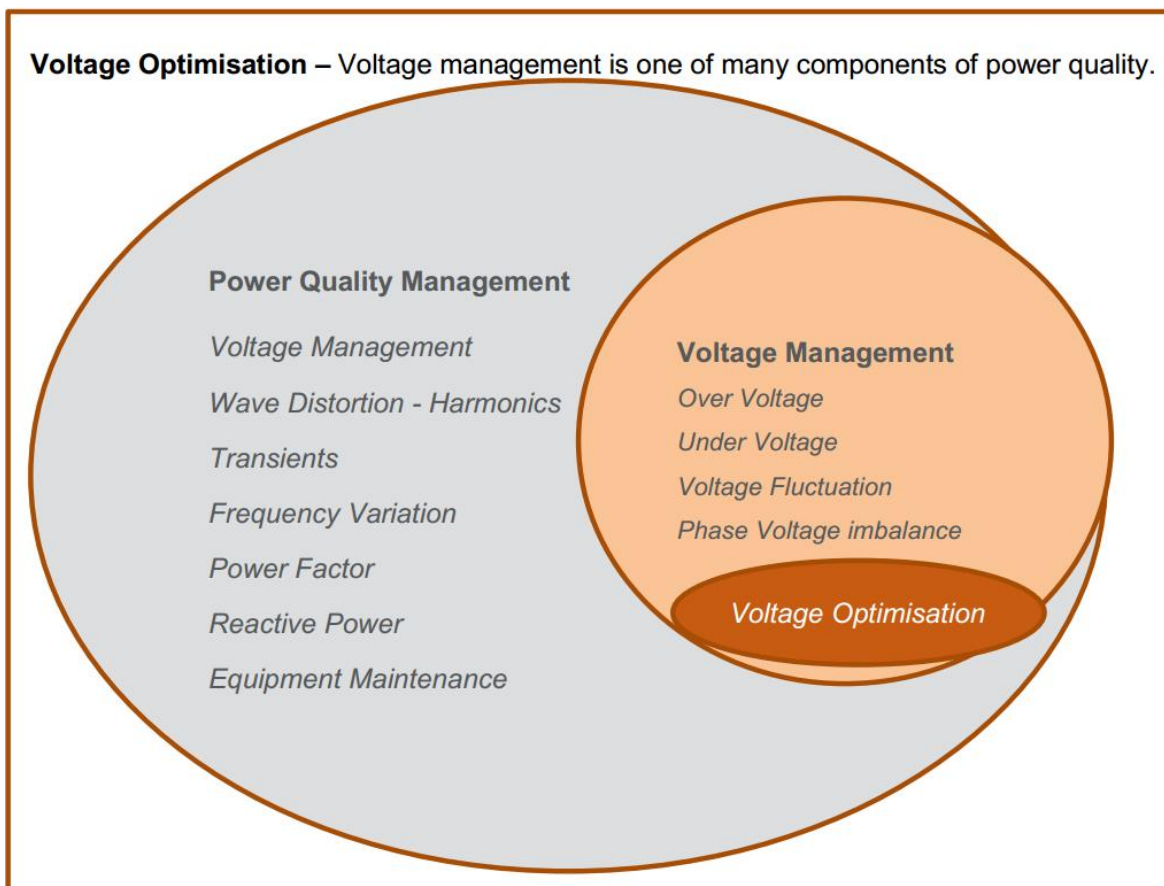 Voltage Optimisation – Voltage management is one of many components of power quality.
Power Quality Management
Voltage Management
Wave Distortion - Harmonics
Transients
Frequency Variation
Power Factor
Reactive Power
Equipment Maintenance
Voltage Management
Over Voltage
Under Voltage
Voltage Fluctuation
Phase Voltage imbalance
Voltage Optimisation